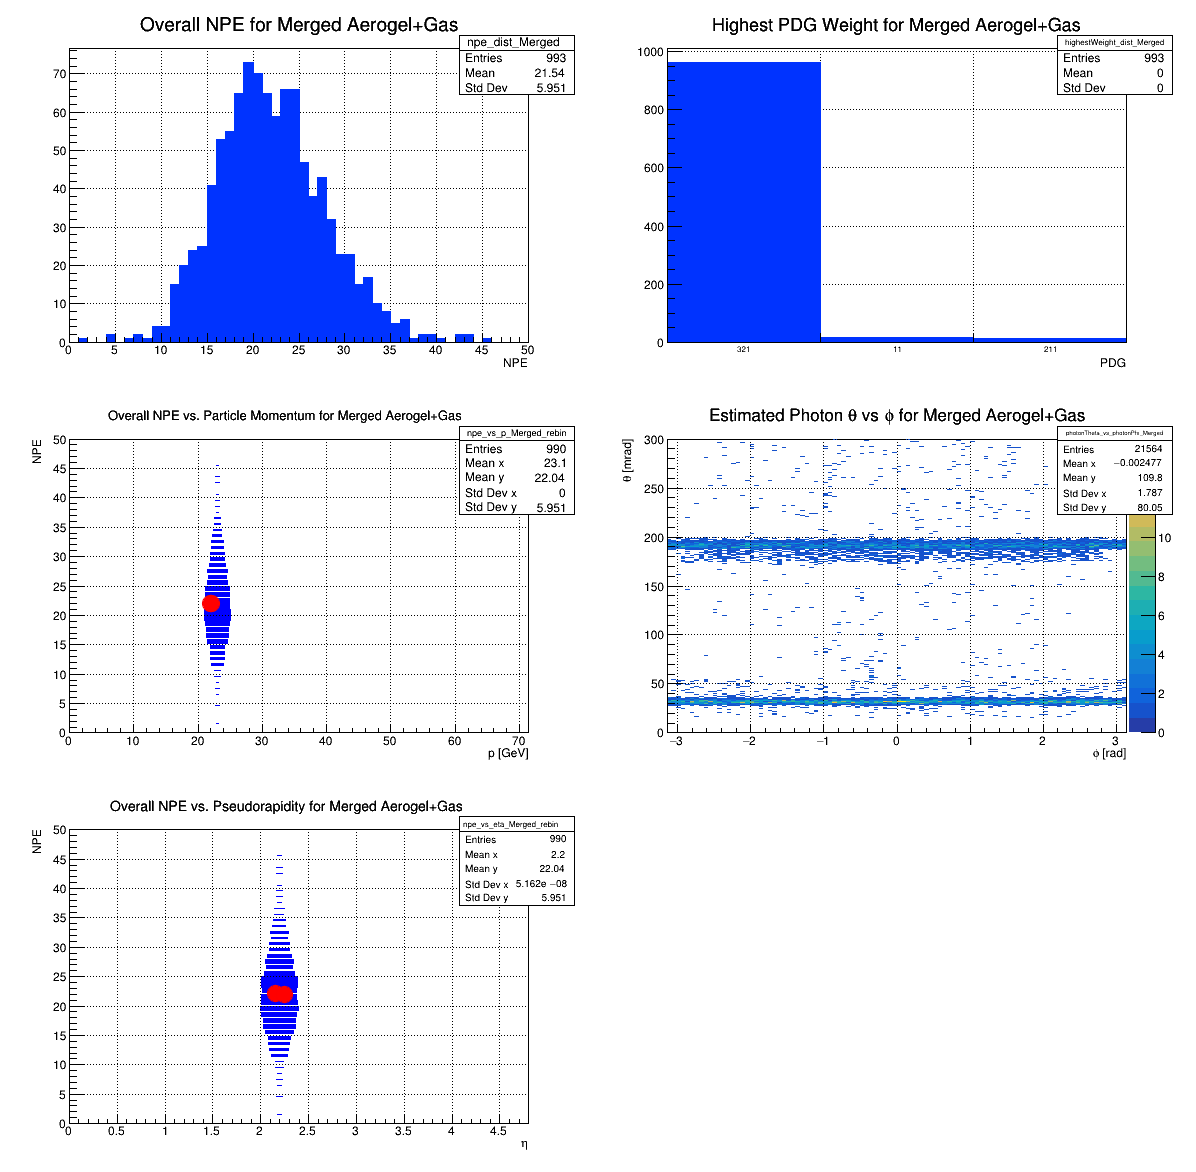 Overall NPE for Merged Aerogel+Gas
npe_dist_Merged
Entries 993
Mean 21.54
Std Dev 5.951
70
60
50
40
30
20
10
0
0 5 10 15 20 25 30 35 40 45 50
NPE
Highest PDG Weight for Merged Aerogel+Gas
highestWeight_dist_Merged
Entries 993
Mean 0
Std Dev 0
1000
800
600
400
200
0
321 11 211
PDG
Overall NPE vs. Particle Momentum for Merged Aerogel+Gas
npe_vs_p_Merged_rebin
Entries 990
Mean x 23.1
Mean y 22.04
Std Dev x 0
Std Dev y 5.951
NPE
50
45
40
35
30
25
20
15
10
5
0
0 10 20 30 40 50 60 70
p [GeV]
Estimated Photon θ vs ϕ for Merged Aerogel+Gas
photonTheta_vs_photonPhi_Merged
Entries 21564
Mean x −0.002477
Mean y 109.8
Std Dev x 1.787
Std Dev y 80.05
θ [mrad]
300
250
200
150
100
50
0
−3 −2 −1 0 1 2 3
ϕ [rad]
10
8
6
4
2
0
Overall NPE vs. Pseudorapidity for Merged Aerogel+Gas
npe_vs_eta_Merged_rebin
Entries 990
Mean x 2.2
Mean y 22.04
Std Dev x 5.162e −08
Std Dev y 5.951
NPE
50
45
40
35
30
25
20
15
10
5
0
0 0.5 1 1.5 2 2.5 3 3.5 4 4.5
η